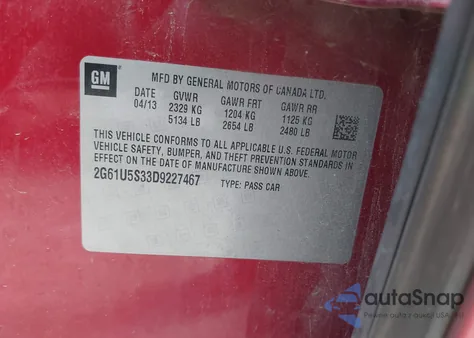 GM
MFD BY GENERAL MOTORS OF CANADA LTD.
DATE GVWR GAWR FRT GAWR RR
04/13 2329 KG 1204 KG 1125 KG
5134 LB 2654 LB 2480 LB
THIS VEHICLE CONFORMS TO ALL APPLICABLE U.S. FEDERAL MOTOR
VEHICLE SAFETY, BUMPER, AND THEFT PREVENTION STANDARDS IN
EFFECT ON THE DATE OF MANUFACTURE SHOWN ABOVE.
2G61U5S33D9227467 TYPE: PASS CAR
autoSnap